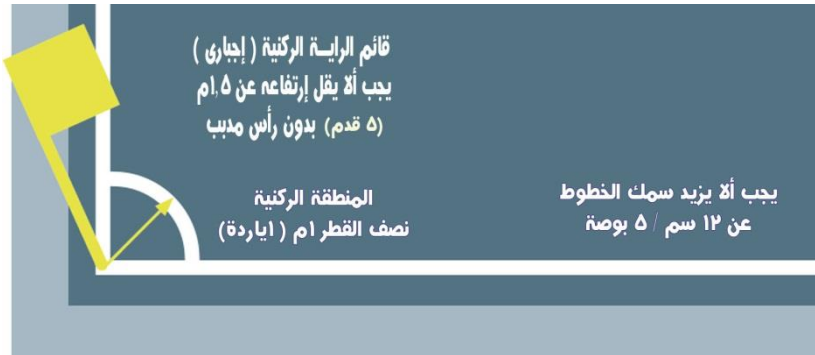 قائم الرايــة الركنية ( إجبارى )
يجب ألا يقل إرتفاعه عن ١,٥م
(٥ قدم) بدون رأس مدبب
المنطقة الركنية
نصف القطر ١م ( ١ياردة)
يجب ألا يزيد سمك الخطوط
عن ١٢ سم / ٥ بوصة